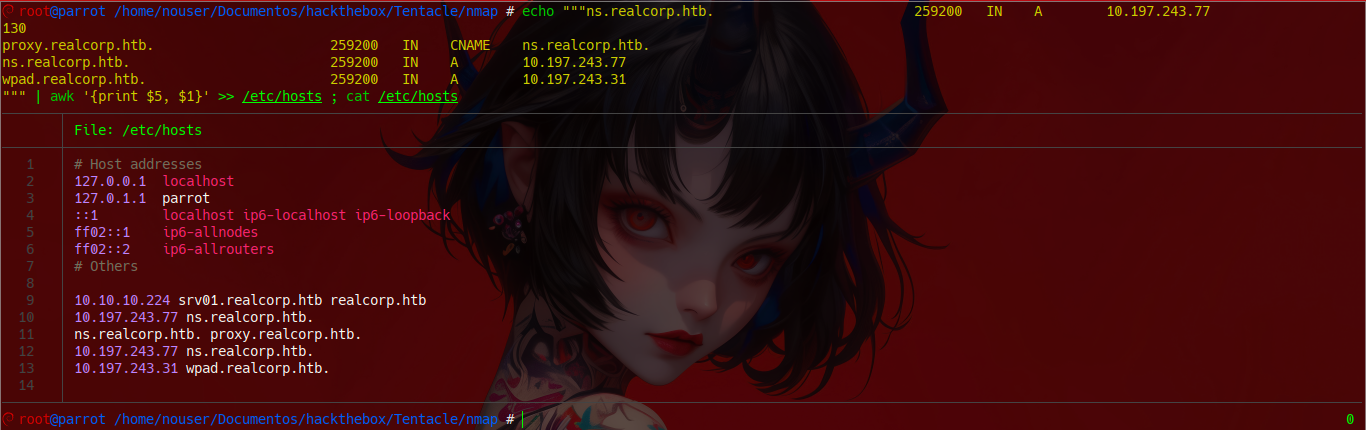 root@parrot /home/nouser/Documentos/hackthebox/Tentacle/nmap # echo """ns.realcorp.htb.                         259200   IN    A        10.197.243.77
130
proxy.realcorp.htb.                      259200   IN    CNAME    ns.realcorp.htb.
ns.realcorp.htb.                         259200   IN    A        10.197.243.77
wpad.realcorp.htb.                       259200   IN    A        10.197.243.31
""" | awk '{print $5, $1}' >> /etc/hosts ; cat /etc/hosts
File: /etc/hosts
1 # Host addresses
2 127.0.0.1  localhost
3 127.0.1.1  parrot
4 ::1        localhost ip6-localhost ip6-loopback
5 ff02::1    ip6-allnodes
6 ff02::2    ip6-allrouters
7 # Others
8
9 10.10.10.224 srv01.realcorp.htb realcorp.htb
10 10.197.243.77 ns.realcorp.htb.
11 ns.realcorp.htb. proxy.realcorp.htb.
12 10.197.243.77 ns.realcorp.htb.
13 10.197.243.31 wpad.realcorp.htb.
14
root@parrot /home/nouser/Documentos/hackthebox/Tentacle/nmap # 0